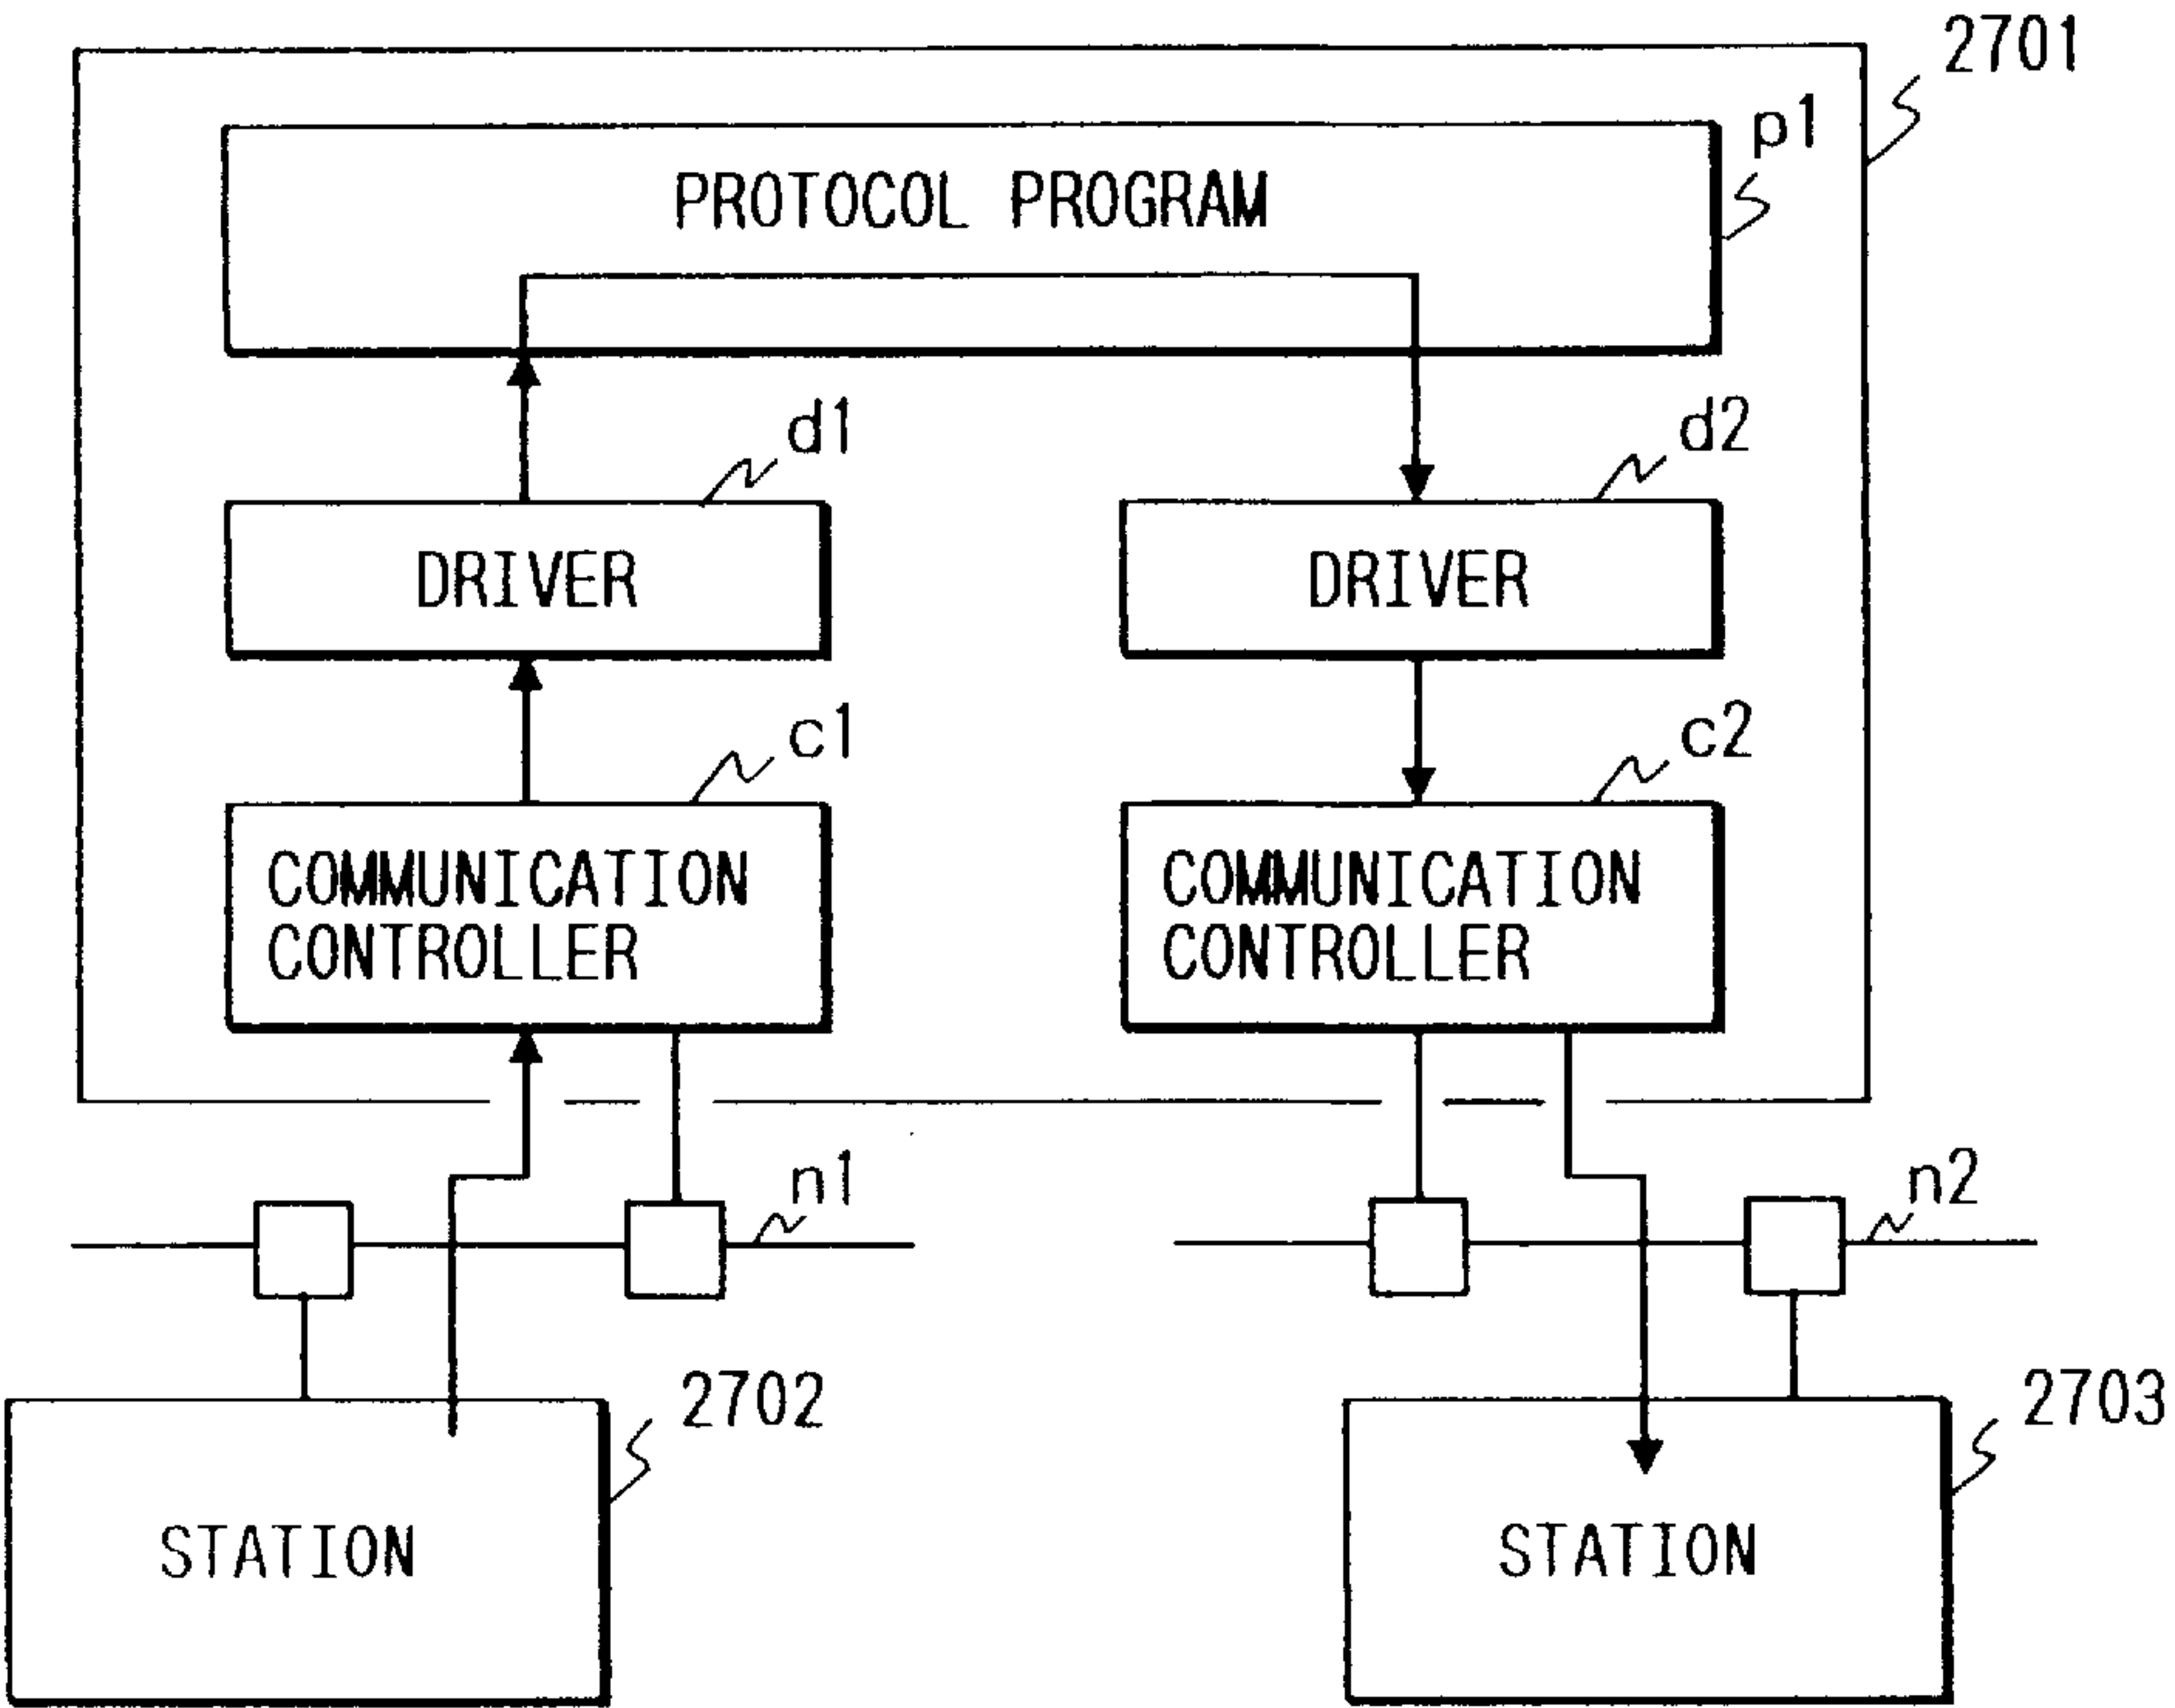 2701
p1
PROTOCOL PROGRAM
d1
d2
DRIVER
DRIVER
c1
c2
COMMUNICATION
CONTROLLER
COMMUNICATION
CONTROLLER
n1
n2
2702
2703
STATION
STATION